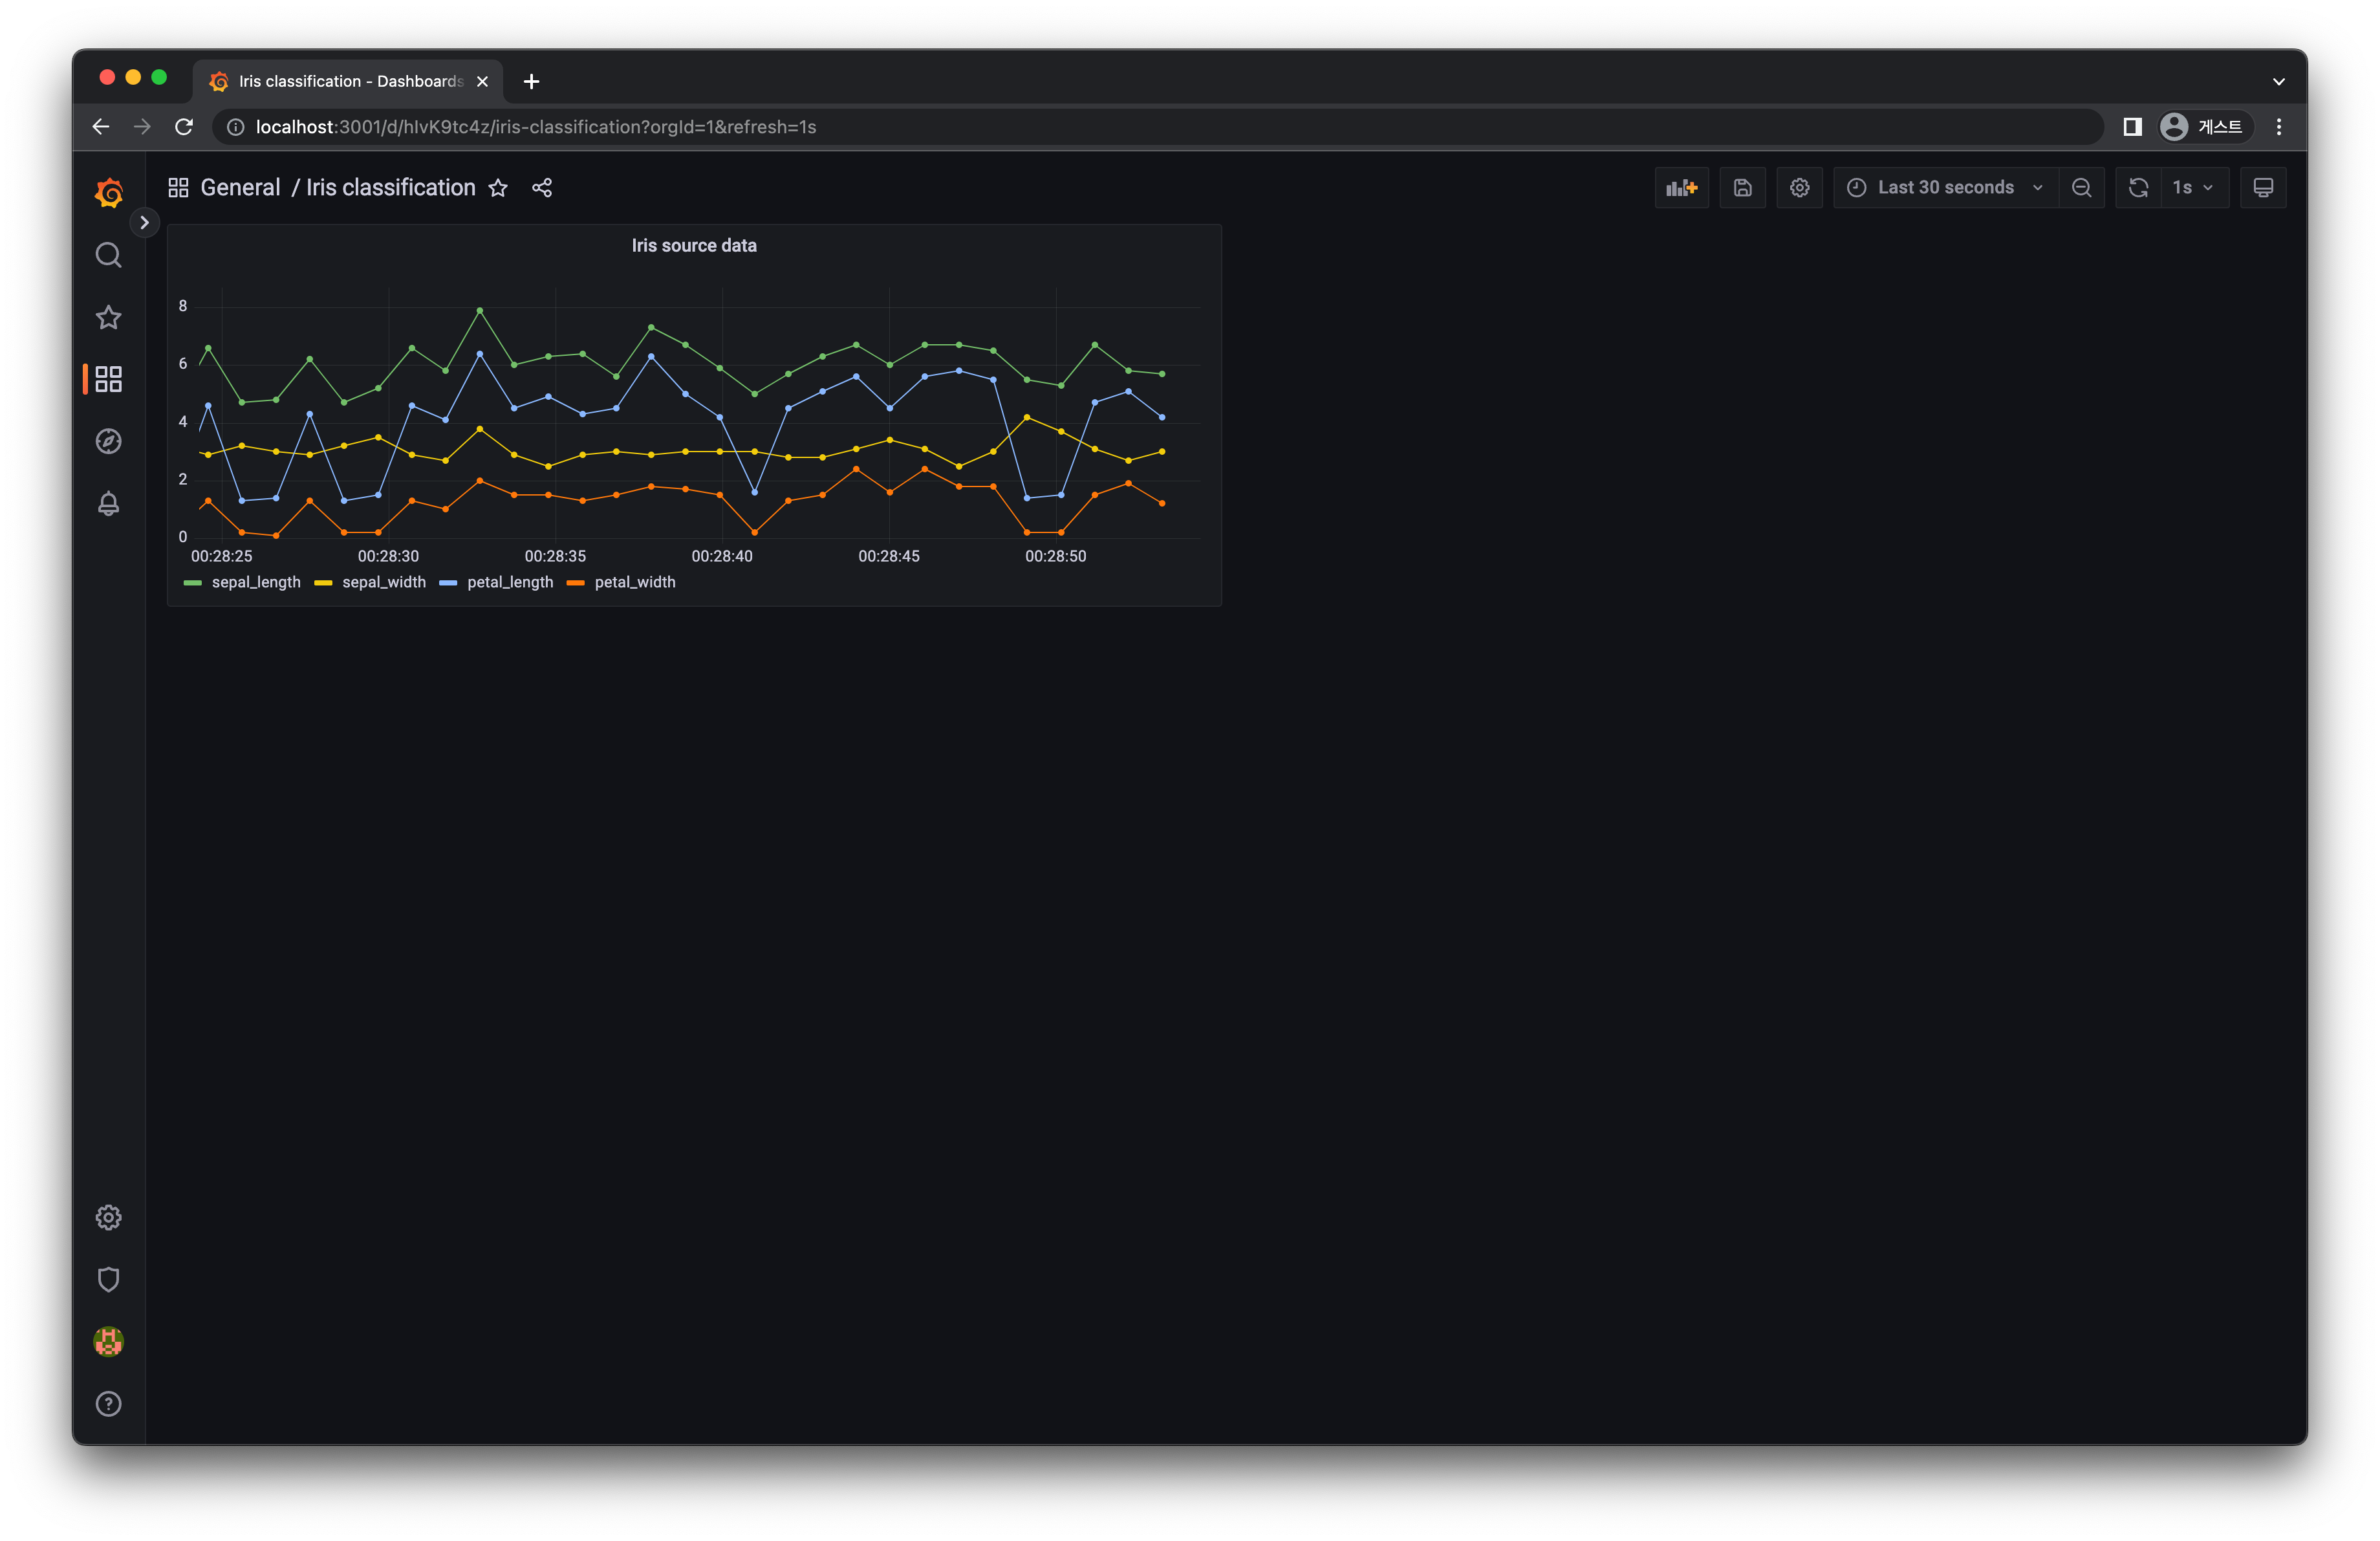 Iris classification - Dashboards
localhost:3001/d/hIvK9tc4z/iris-classification?orgId=1&refresh=1s
게스트
General / Iris classification
Last 30 seconds
1s
Iris source data
8
6
4
2
0
00:28:25 00:28:30 00:28:35 00:28:40 00:28:45 00:28:50
sepal_length sepal_width petal_length petal_width